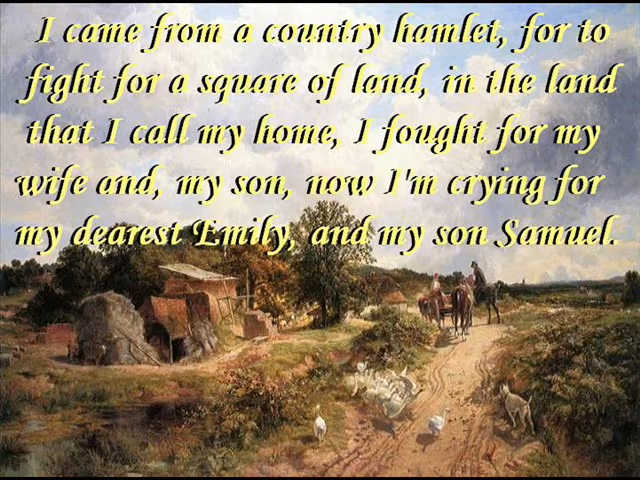 I came from a country hamlet, for to
fight for a square of land, in the land
that I call my home, I fought for my
wife and, my son, now I'm crying for
my dearest Emily, and my son Samuel.